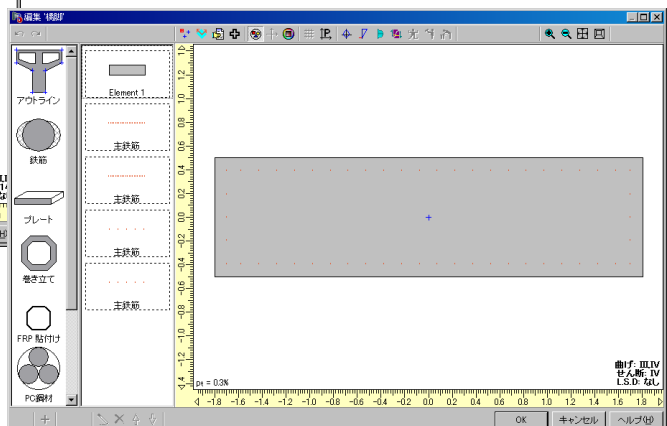 編集 '橋脚'
アウトライン
鉄筋
プレート
巻き立て
FRP 貼付け
PC鋼材
Element 1
主鉄筋
主鉄筋
主鉄筋
主鉄筋
1.2
1.0
0.8
0.6
0.4
0.2
0.0
-0.2
-0.4
-0.6
-0.8
-1.0
-1.2
曲げ: III,IV
せん断: IV
L.S.D: なし
pt = 0.3%
-1.8 -1.6 -1.4 -1.2 -1.0 -0.8 -0.6 -0.4 -0.2 0.0 0.2 0.4 0.6 0.8 1.0 1.2 1.4 1.6 1.8
OK キャンセル ヘルプ(H)